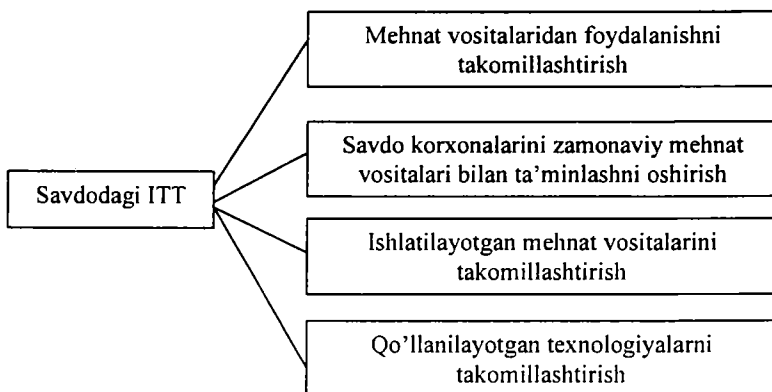 Mehnat vositalaridan foydalanishni
takomillashtirish
Savdo korxonalarini zamonaviy mehnat
vositalari bilan ta'minlashni oshirish
Savdodagi ITT
Ishlatilayotgan mehnat vositalarini
takomillashtirish
Qo'llanilayotgan texnologiyalarni
takomillashtirish